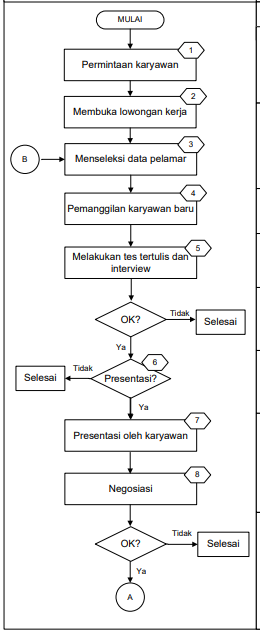 MULAI
1
Permintaan karyawan
2
Membuka lowongan kerja
3
B
Menseleksi data pelamar
4
Pemanggilan karyawan baru
5
Melakukan tes tertulis dan
interview
OK?
Tidak
Selesai
Ya
6
Selesai
Tidak
Presentasi?
Ya
7
Presentasi oleh karyawan
8
Negosiasi
OK?
Tidak
Selesai
Ya
A